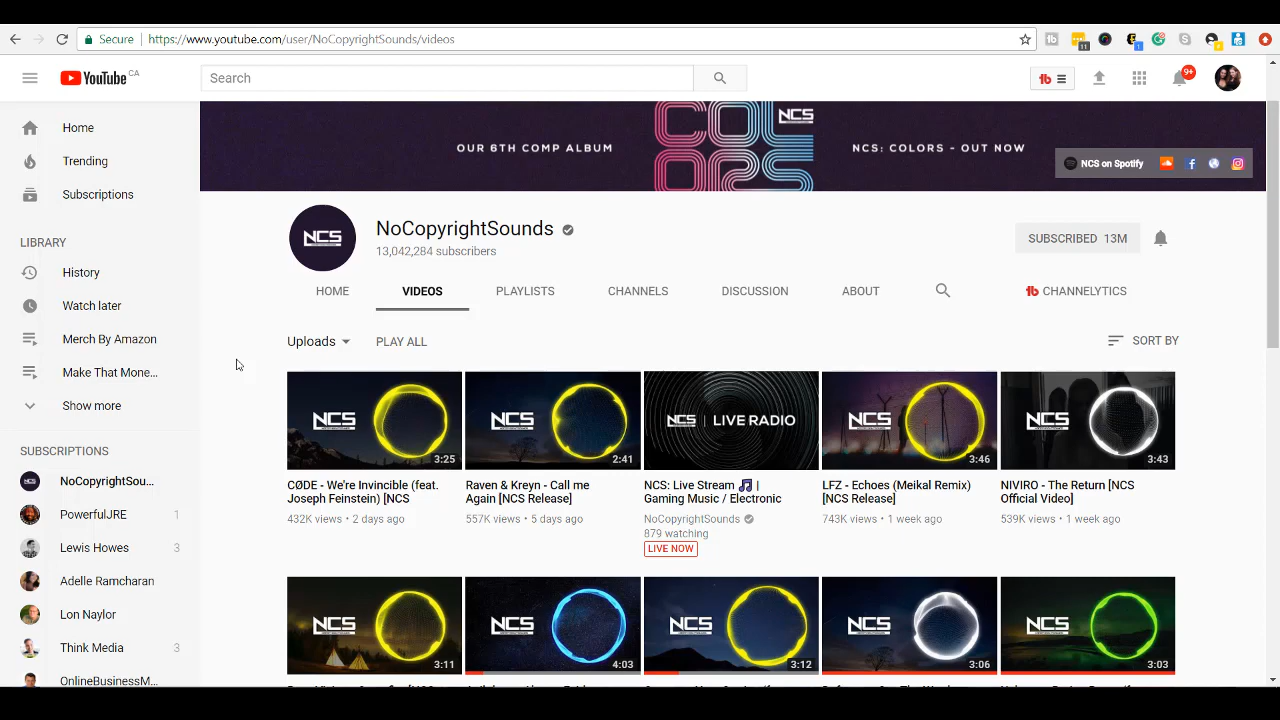 Secure
https://www.youtube.com/user/NoCopyrightSounds/videos
11
1
2
YouTube CA
Search
tb
9+
Home
Trending
Subscriptions
LIBRARY
History
Watch later
Merch By Amazon
Make That Mone...
Show more
SUBSCRIPTIONS
NoCopyrightSou...
PowerfulJRE 1
Lewis Howes 3
Adelle Ramcharan
Lon Naylor
Think Media 3
OnlineBusinessM...
OUR 6TH COMP ALBUM
COLORS
NCS
NCS: COLORS - OUT NOW
NCS on Spotify
NCS
NoCopyrightSounds
13,042,284 subscribers
SUBSCRIBED 13M
HOME
VIDEOS
PLAYLISTS
CHANNELS
DISCUSSION
ABOUT
tb CHANNELYTICS
Uploads
PLAY ALL
SORT BY
NCS
3:25
CØDE - We're Invincible (feat.
Joseph Feinstein) [NCS
432K views • 2 days ago
NCS
2:41
Raven & Kreyn - Call me
Again [NCS Release]
557K views • 5 days ago
NCS | LIVE RADIO
NCS: Live Stream 🎵 |
Gaming Music / Electronic
NoCopyrightSounds
879 watching
LIVE NOW
NCS
3:46
LFZ - Echoes (Meikal Remix)
[NCS Release]
743K views • 1 week ago
NCS
3:43
NIVIRO - The Return [NCS
Official Video]
539K views • 1 week ago
NCS
3:11
NCS
4:03
NCS
3:12
NCS
3:06
NCS
3:03